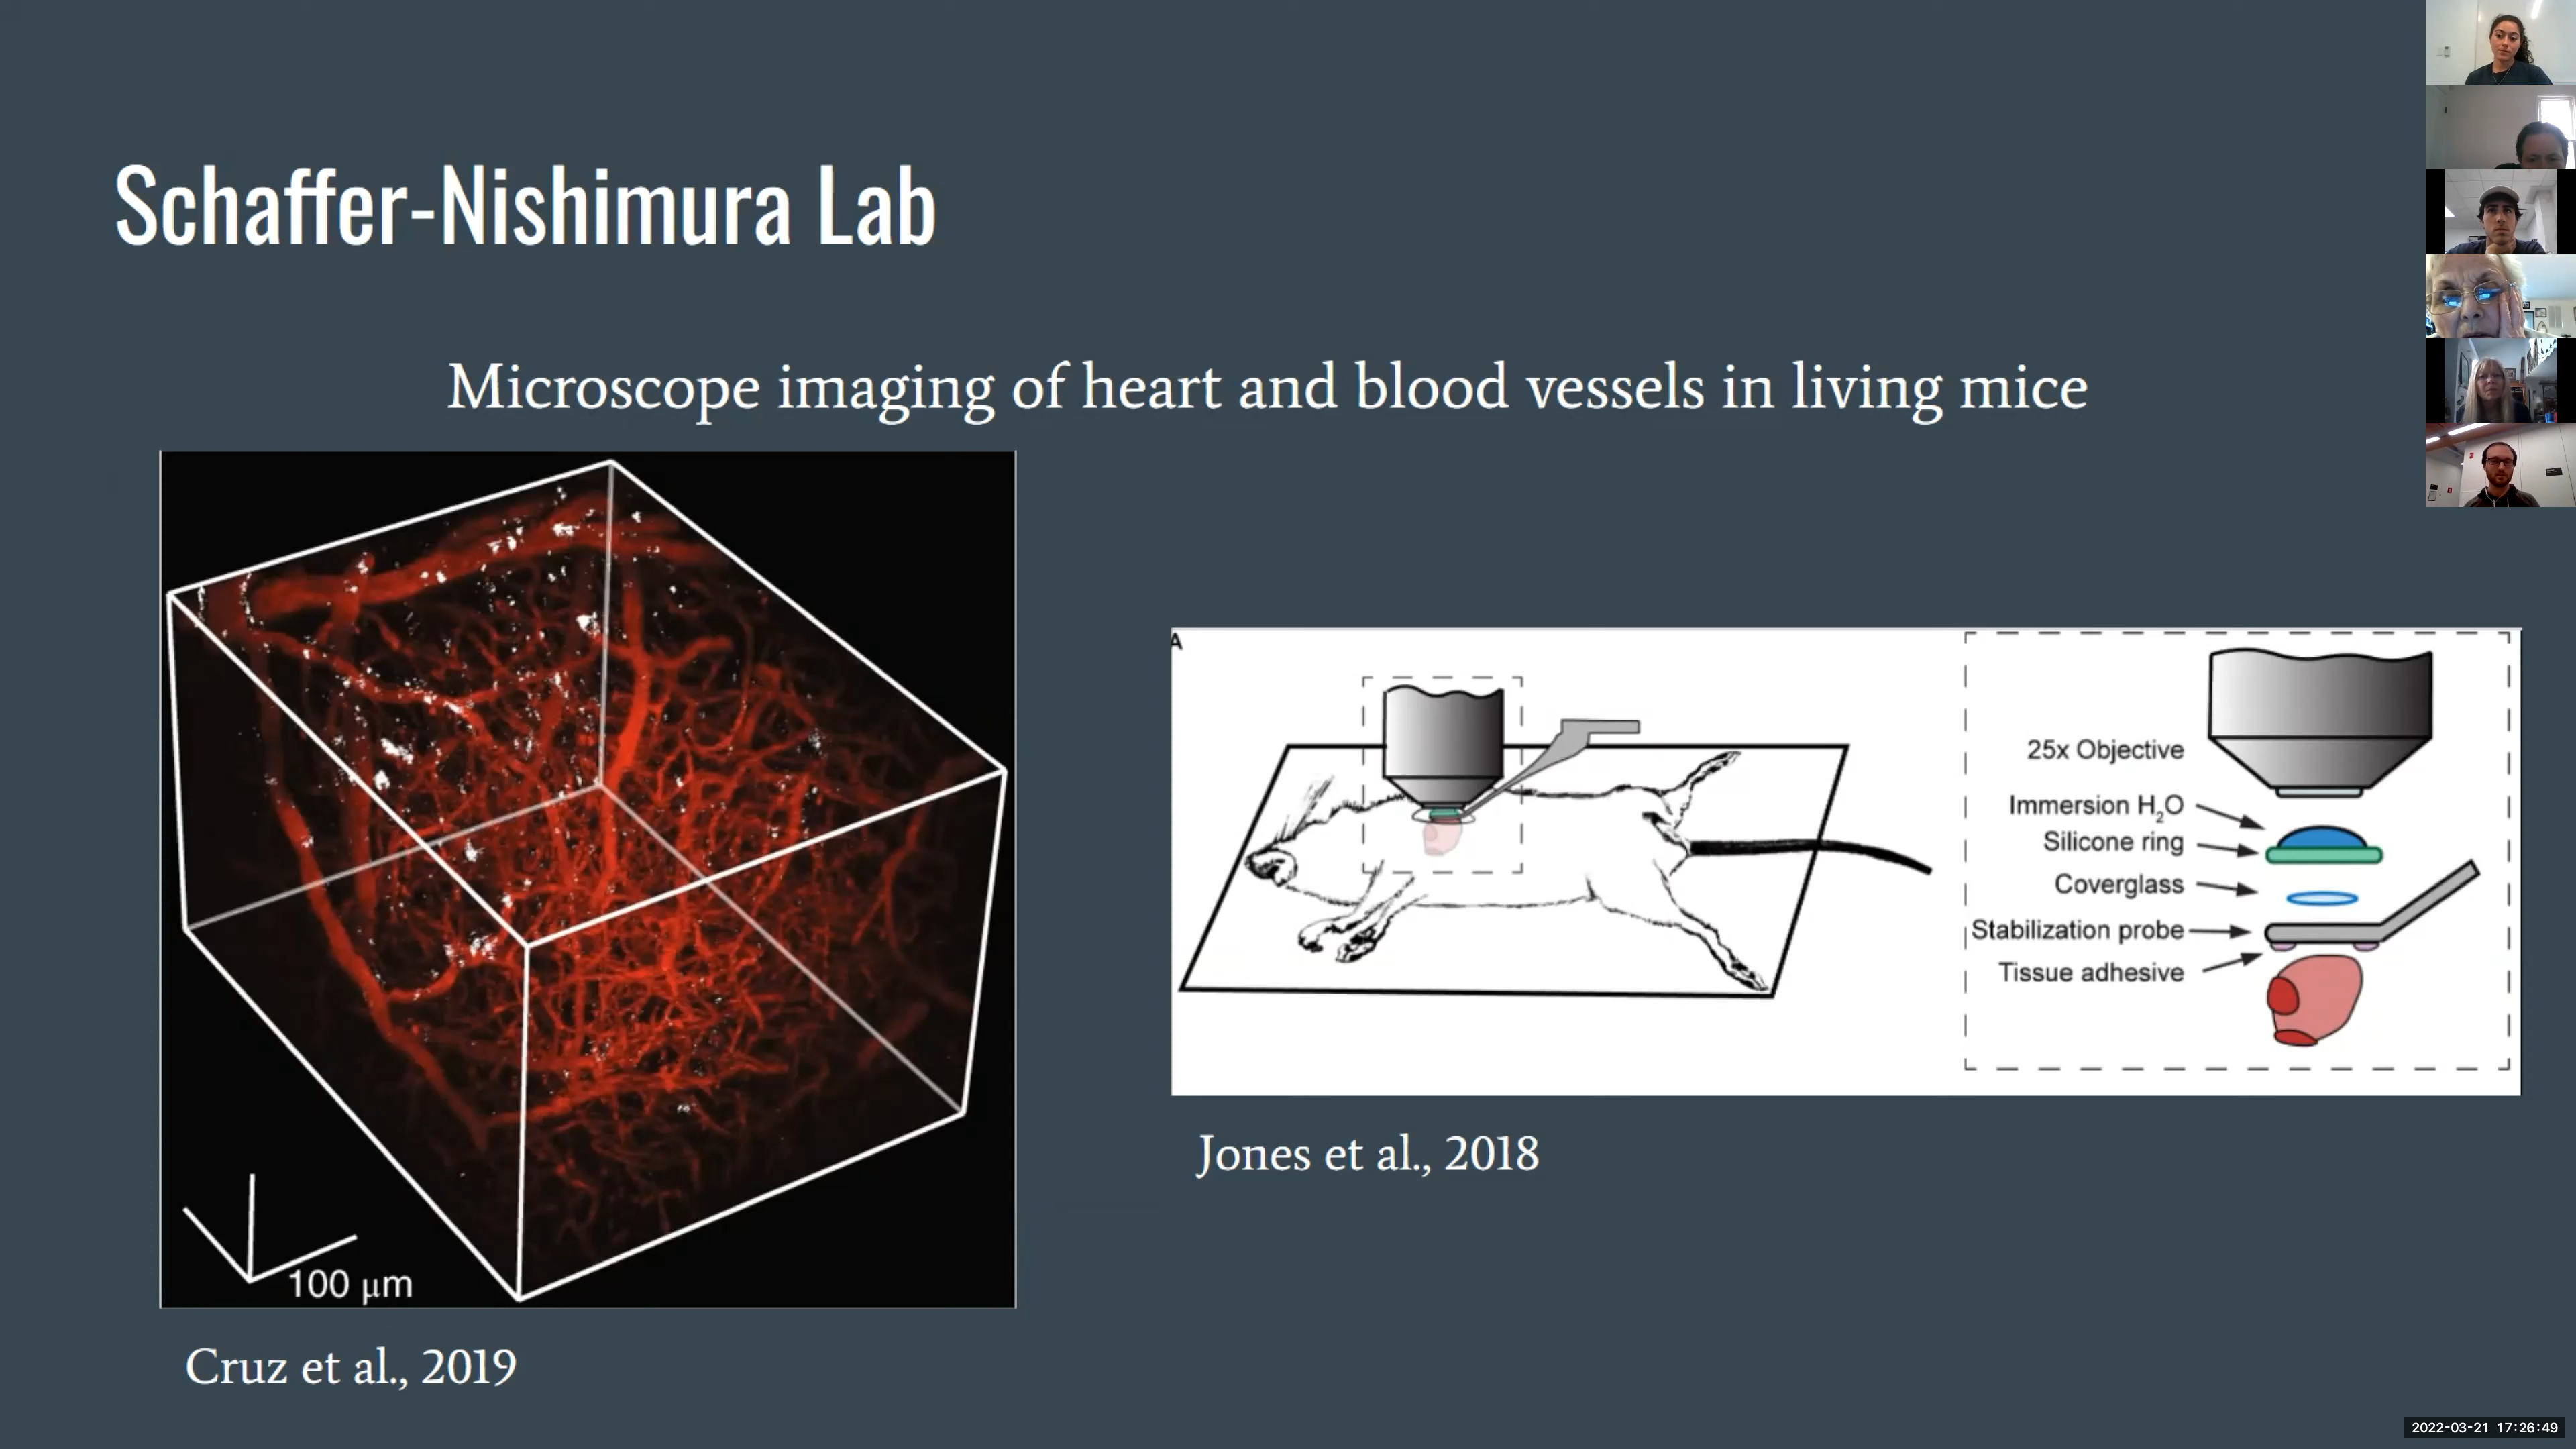 Schaffer-Nishimura Lab
Microscope imaging of heart and blood vessels in living mice
100 μm
Cruz et al., 2019
A
25x Objective
Immersion H₂O
Silicone ring
Coverglass
Stabilization probe
Tissue adhesive
Jones et al., 2018
2022-03-21 17:26:49